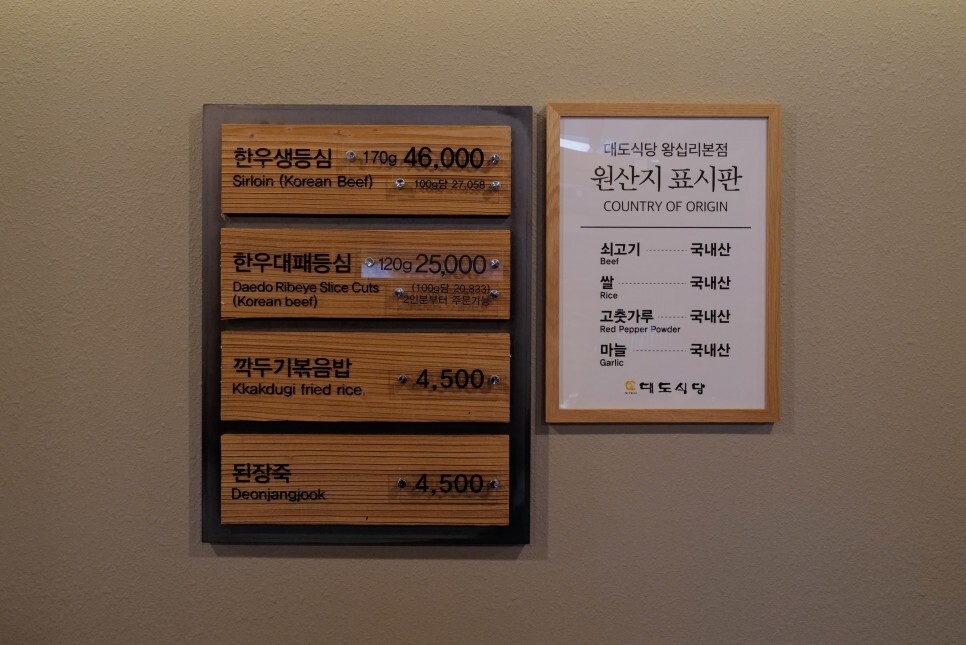 한우생등심 170g 46,000
Sirloin (Korean Beef) 100g당 27,058
한우대패등심 120g 25,000
Daedo Ribeye Slice Cuts (100g당 20,833)
(Korean beef) 2인분부터 주문가능
깍두기볶음밥 4,500
Kkakdugi fried rice
된장죽 4,500
Deonjangjook
대도식당 왕십리본점
원산지 표시판
COUNTRY OF ORIGIN
쇠고기 국내산
Beef
쌀 국내산
Rice
고춧가루 국내산
Red Pepper Powder
마늘 국내산
Garlic
대도식당